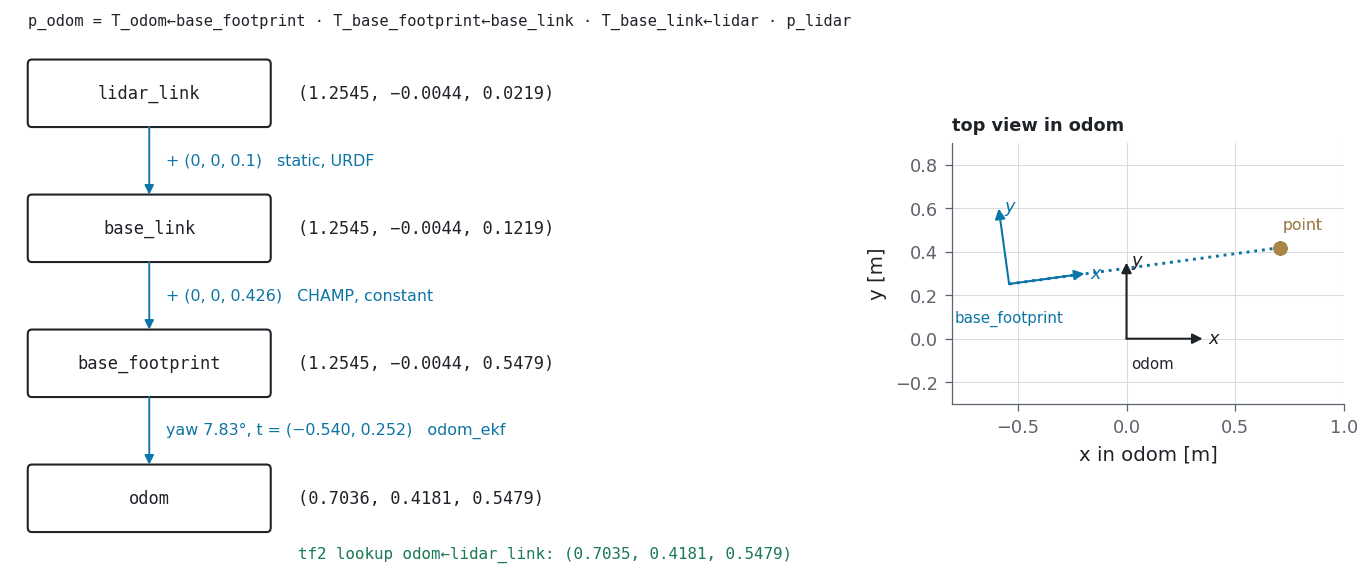 p_odom = T_odom←base_footprint · T_base_footprint←base_link · T_base_link←lidar · p_lidar
lidar_link (1.2545, −0.0044, 0.0219)
+ (0, 0, 0.1) static, URDF
base_link (1.2545, −0.0044, 0.1219)
+ (0, 0, 0.426) CHAMP, constant
base_footprint (1.2545, −0.0044, 0.5479)
yaw 7.83°, t = (−0.540, 0.252) odom_ekf
odom (0.7036, 0.4181, 0.5479)
tf2 lookup odom←lidar_link: (0.7035, 0.4181, 0.5479)
top view in odom
0.8
0.6
0.4
0.2
0.0
−0.2
y [m]
y
point
x
y
base_footprint
x
odom
−0.5 0.0 0.5 1.0
x in odom [m]